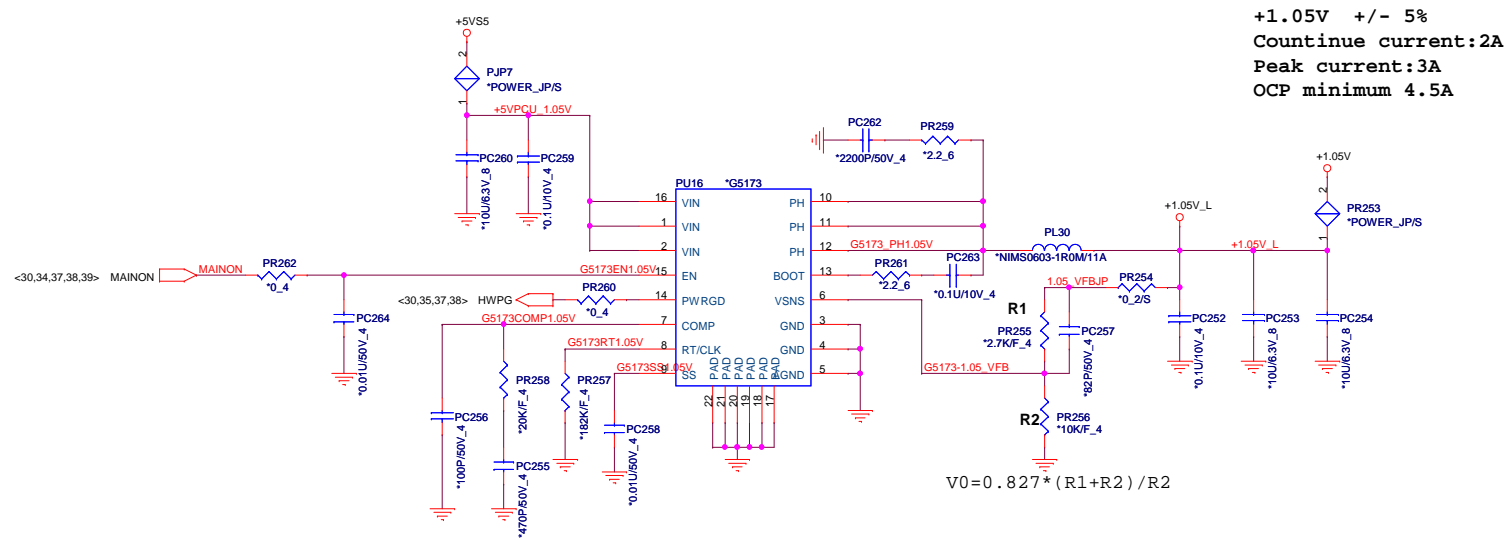 +1.05V +/- 5%
Countinue current:2A
Peak current:3A
OCP minimum 4.5A
+5VS5
2
PJP7
*POWER_JP/S
1
+5VPCU_1.05V
PC260
*10U/6.3V_8
PC259
*0.1U/10V_4
PC262
*2200P/50V_4
PR259
*2.2_6
PU16
*G5173
16
VIN
1
VIN
2
VIN
15
EN
14
PWRGD
7
COMP
8
RT/CLK
9
SS
PH
10
PH
11
PH
12
BOOT
13
VSNS
6
GND
3
GND
4
AGND
5
PAD
PAD
PAD
PAD
PAD
PAD
22
21
20
19
18
17
<30,34,37,38,39> MAINON
MAINON
PR262
*0_4
G5173EN1.05V
PC264
*0.01U/50V_4
<30,35,37,38> HWPG
PR260
*0_4
G5173COMP1.05V
G5173RT1.05V
G5173SS1.05V
PR258
*20K/F_4
PR257
*182K/F_4
PC256
*100P/50V_4
PC255
*470P/50V_4
PC258
*0.01U/50V_4
G5173_PH1.05V
PL30
*NIMS0603-1R0M/11A
PR261
*2.2_6
PC263
*0.1U/10V_4
+1.05V_L
+1.05V_L
+1.05V
2
PR253
*POWER_JP/S
1
1.05_VFBJP
PR254
*0_2/S
R1
PR255
*2.7K/F_4
PC257
*82P/50V_4
PC252
*0.1U/10V_4
PC253
*10U/6.3V_8
PC254
*10U/6.3V_8
G5173-1.05_VFB
R2
PR256
*10K/F_4
V0=0.827*(R1+R2)/R2